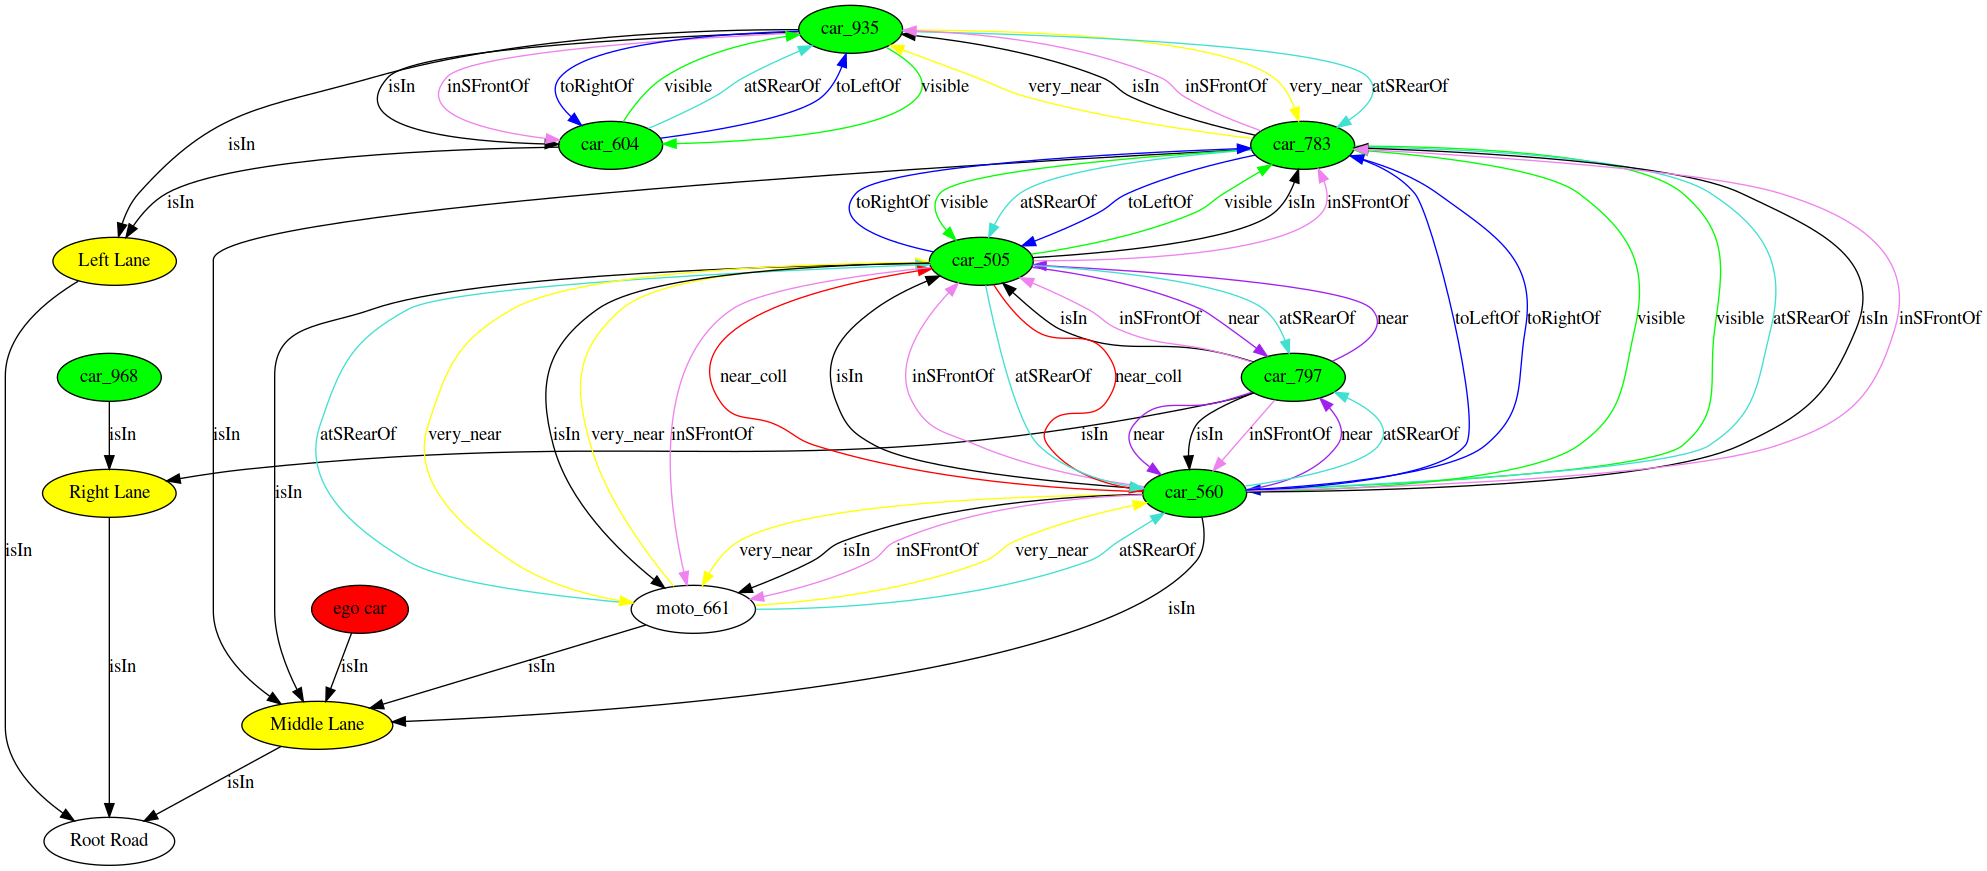 car_935
isIn
inSFrontOf
toRightOf
visible
atSRearOf
toLeftOf
visible
very_near
isIn
inSFrontOf
very_near
atSRearOf
isIn
car_604
car_783
isIn
toRightOf
visible
atSRearOf
toLeftOf
visible
isIn
inSFrontOf
Left Lane
car_505
isIn
inSFrontOf
near
atSRearOf
near
toLeftOf
toRightOf
visible
visible
atSRearOf
isIn
inSFrontOf
car_968
near_coll
isIn
inSFrontOf
atSRearOf
near_coll
car_797
isIn
isIn
atSRearOf
very_near
isIn
very_near
inSFrontOf
isIn
near
isIn
inSFrontOf
near
atSRearOf
Right Lane
isIn
car_560
isIn
very_near
isIn
inSFrontOf
very_near
atSRearOf
ego car
moto_661
isIn
isIn
isIn
isIn
Middle Lane
isIn
Root Road